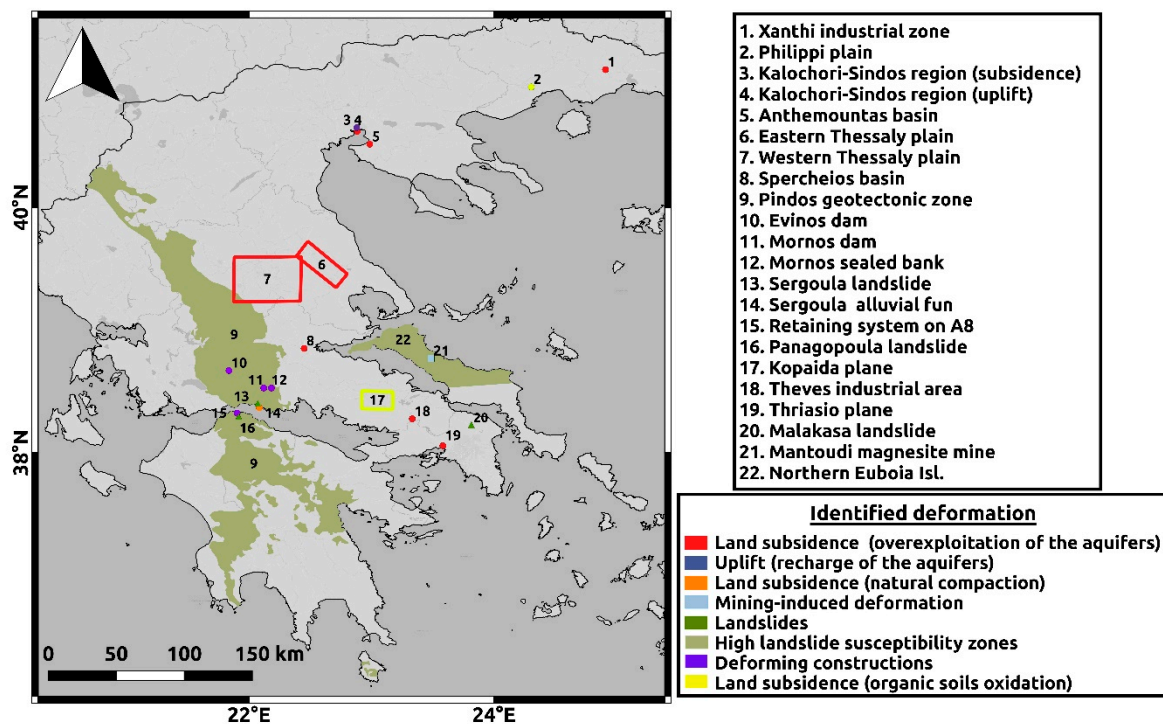 1
2
3 4
5
40°N
6
7
9
8
22
21
10
11
12
13
14
17
15
16
18
20
19
38°N
9
0 50 100 150 km
22°E
24°E
1. Xanthi industrial zone
2. Philippi plain
3. Kalochori-Sindos region (subsidence)
4. Kalochori-Sindos region (uplift)
5. Anthemountas basin
6. Eastern Thessaly plain
7. Western Thessaly plain
8. Spercheios basin
9. Pindos geotectonic zone
10. Evinos dam
11. Mornos dam
12. Mornos sealed bank
13. Sergoula landslide
14. Sergoula alluvial fun
15. Retaining system on A8
16. Panagopoula landslide
17. Kopaida plane
18. Theves industrial area
19. Thriasio plane
20. Malakasa landslide
21. Mantoudi magnesite mine
22. Northern Euboia Isl.
Identified deformation
Land subsidence (overexploitation of the aquifers)
Uplift (recharge of the aquifers)
Land subsidence (natural compaction)
Mining-induced deformation
Landslides
High landslide susceptibility zones
Deforming constructions
Land subsidence (organic soils oxidation)